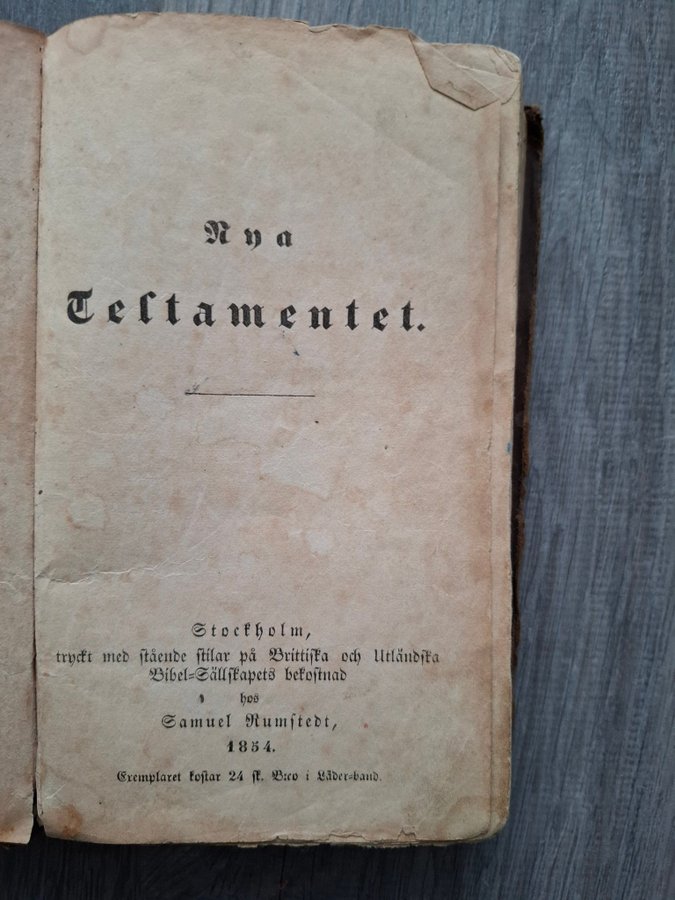 Nya
Testamentet.
Stockholm,
tryckt med stående stilar på Brittiska och Utländska
Bibel-Sällskapets bekostnad
hos
Samuel Rumstedt,
1854.
Exemplaret kostar 24 sk. B:co i Läder-band.